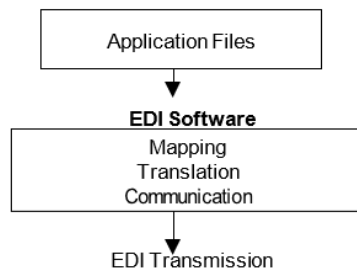 Application Files
EDI Software
Mapping
Translation
Communication
EDI Transmission